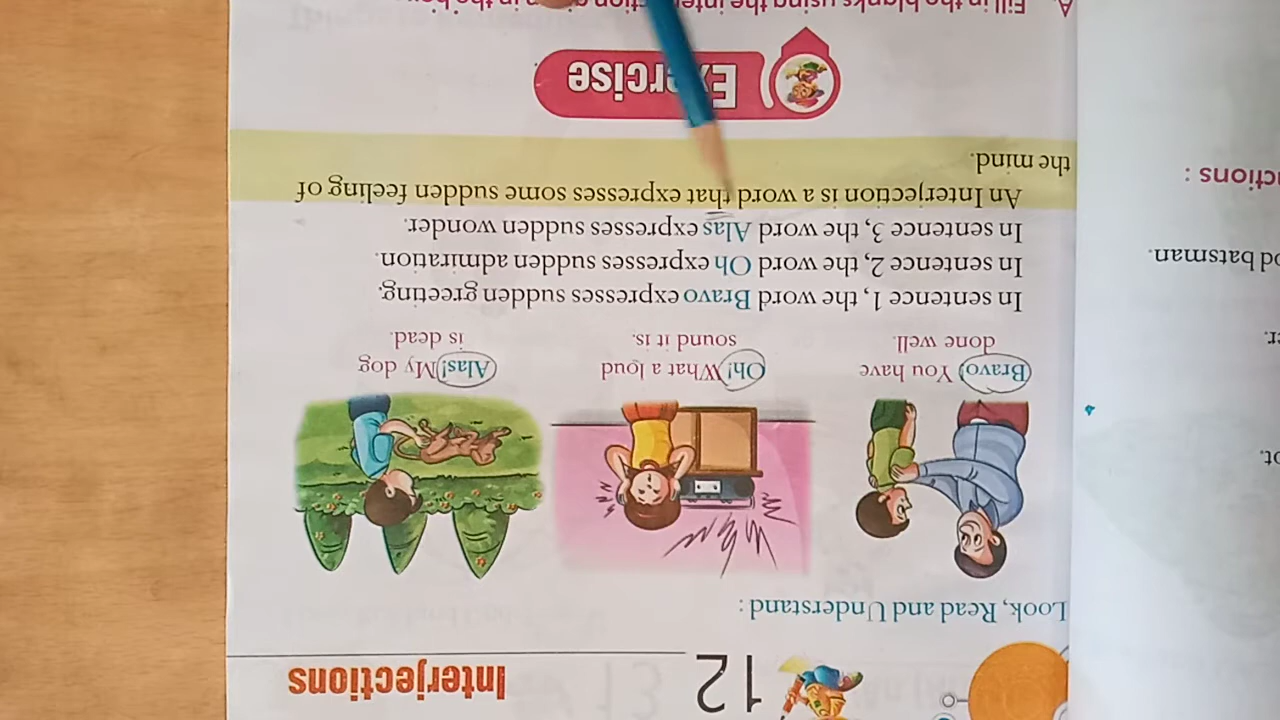 12 Interjections
Look, Read and Understand :
Bravo! You have
done well.
Oh! What a loud
sound it is.
Alas! My dog
is dead.
In sentence 1, the word Bravo expresses sudden greeting.
In sentence 2, the word Oh expresses sudden admiration.
In sentence 3, the word Alas expresses sudden wonder.
An Interjection is a word that expresses some sudden feeling of
the mind.
Exercise
A. Fill in the blanks using the in the
ctions :
batsman.